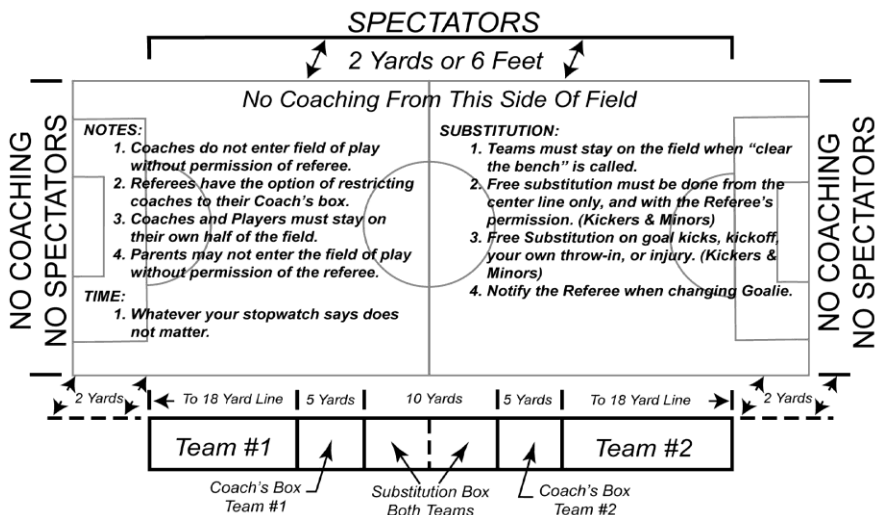 SPECTATORS
2 Yards or 6 Feet
No Coaching From This Side Of Field
NO COACHING
NO SPECTATORS
NOTES:
1. Coaches do not enter field of play
without permission of referee.
2. Referees have the option of restricting
coaches to their Coach's box.
3. Coaches and Players must stay on
their own half of the field.
4. Parents may not enter the field of play
without permission of the referee.
TIME:
1. Whatever your stopwatch says does
not matter.
SUBSTITUTION:
1. Teams must stay on the field when “clear
the bench” is called.
2. Free substitution must be done from the
center line only, and with the Referee's
permission. (Kickers & Minors)
3. Free Substitution on goal kicks, kickoff,
your own throw-in, or injury. (Kickers &
Minors)
4. Notify the Referee when changing Goalie.
NO COACHING
NO SPECTATORS
2 Yards
To 18 Yard Line
5 Yards
10 Yards
5 Yards
To 18 Yard Line
2 Yards
Team #1
Team #2
Coach's Box
Team #1
Substitution Box
Both Teams
Coach's Box
Team #2